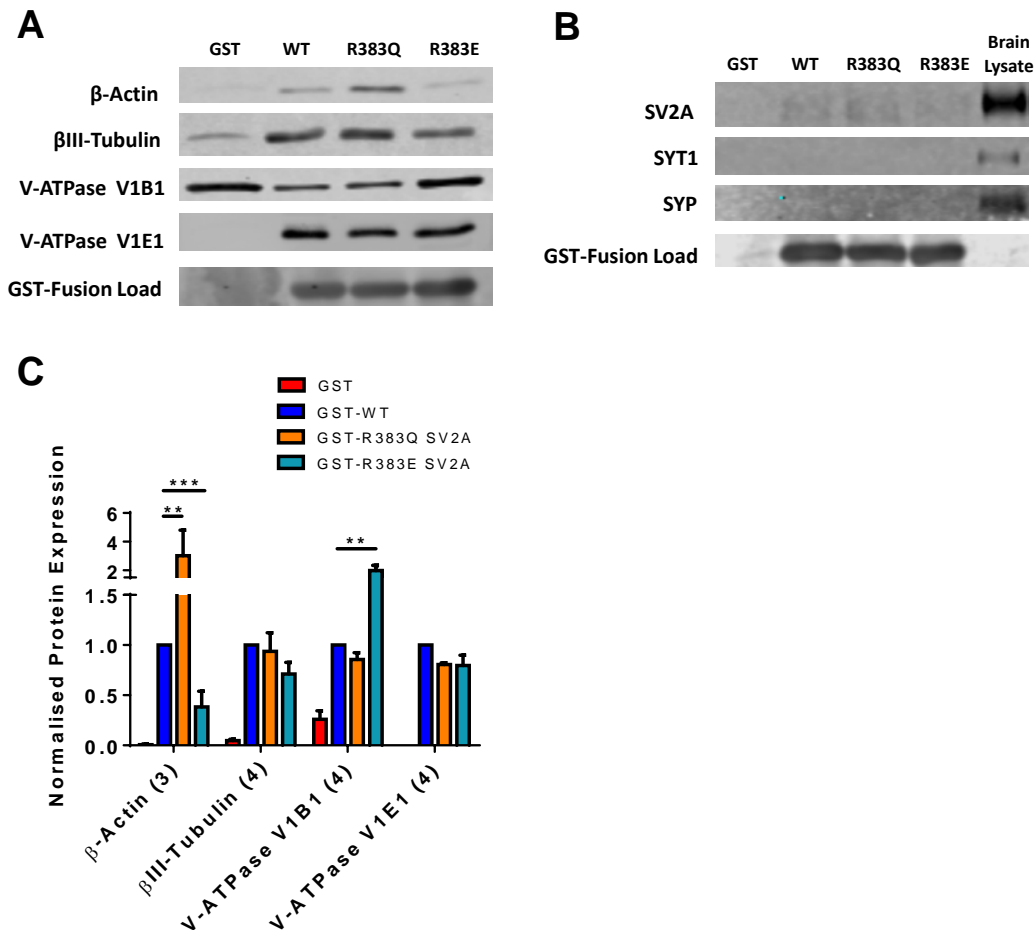 A
GST WT R383Q R383E
β-Actin
βIII-Tubulin
V-ATPase V1B1
V-ATPase V1E1
GST-Fusion Load
B
GST WT R383Q R383E Brain
Lysate
SV2A
SYT1
SYP
GST-Fusion Load
C
GST
GST-WT
GST-R383Q SV2A
GST-R383E SV2A
Normalised Protein Expression
6
4
2
1.5
1.0
0.5
0.0
***
**
**
β-Actin (3)
βIII-Tubulin (4)
V-ATPase V1B1 (4)
V-ATPase V1E1 (4)